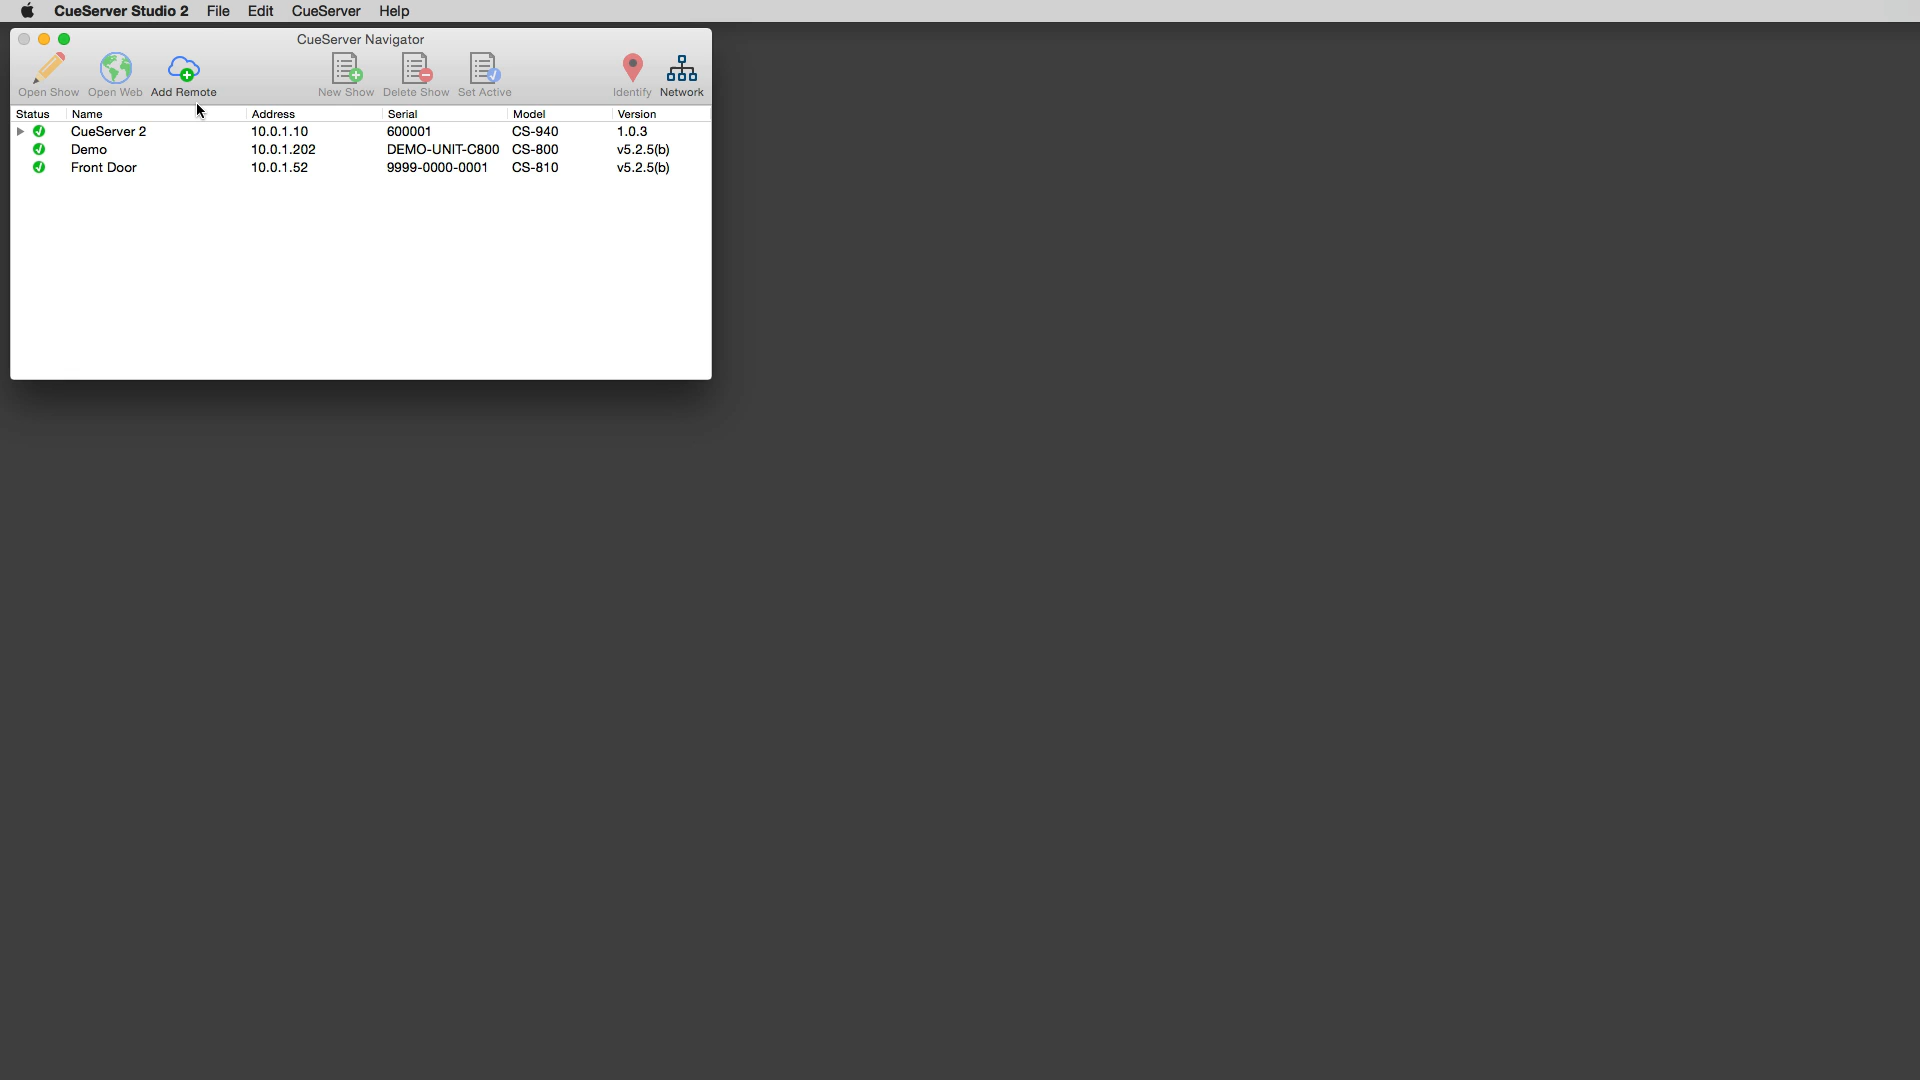 CueServer Studio 2 File Edit CueServer Help
CueServer Navigator
Open Show Open Web Add Remote New Show Delete Show Set Active Identify Network
Status Name Address Serial Model Version
CueServer 2 10.0.1.10 600001 CS-940 1.0.3
Demo 10.0.1.202 DEMO-UNIT-C800 CS-800 v5.2.5(b)
Front Door 10.0.1.52 9999-0000-0001 CS-810 v5.2.5(b)